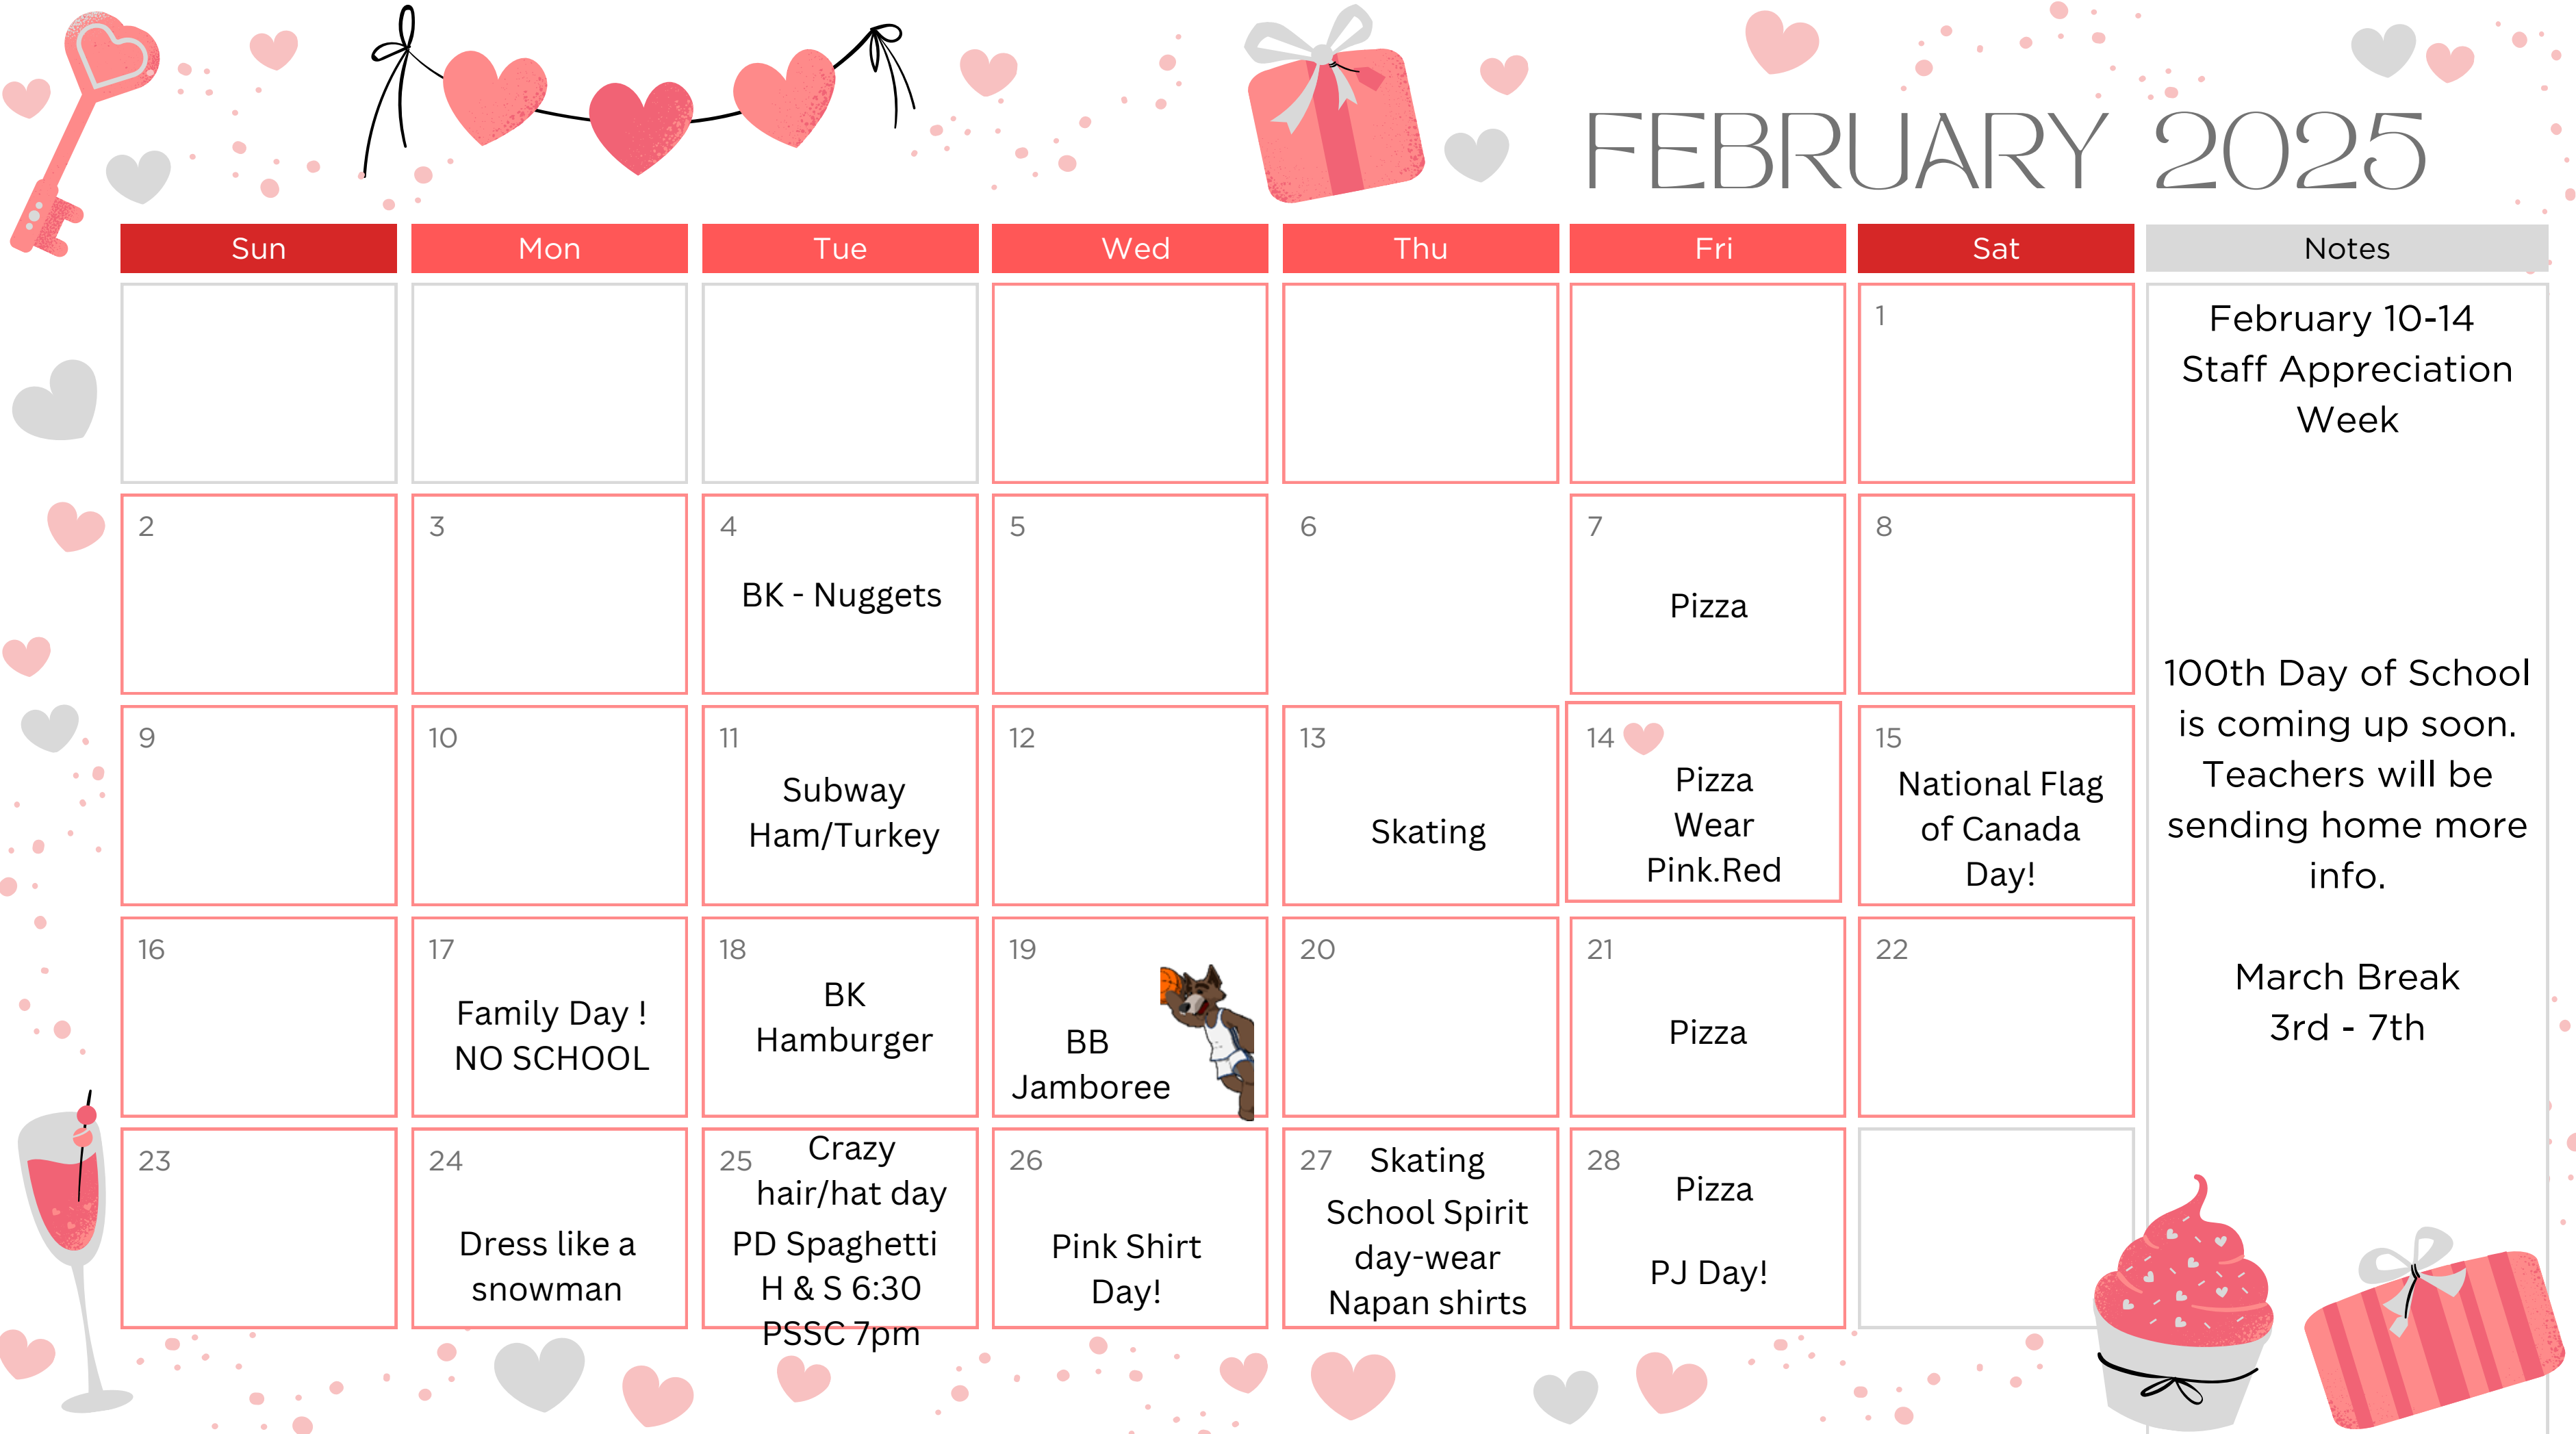 FEBRUARY 2025
Sun
Mon
Tue
Wed
Thu
Fri
Sat
Notes
1
2
3
4
BK - Nuggets
5
6
7
Pizza
8
9
10
11
Subway
Ham/Turkey
12
13
Skating
14
Pizza
Wear
Pink.Red
15
National Flag
of Canada
Day!
16
17
Family Day !
NO SCHOOL
18
BK
Hamburger
19
BB
Jamboree
20
21
Pizza
22
23
24
Dress like a
snowman
25
Crazy
hair/hat day
PD Spaghetti
H & S 6:30
PSSC 7pm
26
Pink Shirt
Day!
27
Skating
School Spirit
day-wear
Napan shirts
28
Pizza
PJ Day!
February 10-14
Staff Appreciation
Week
100th Day of School
is coming up soon.
Teachers will be
sending home more
info.
March Break
3rd - 7th